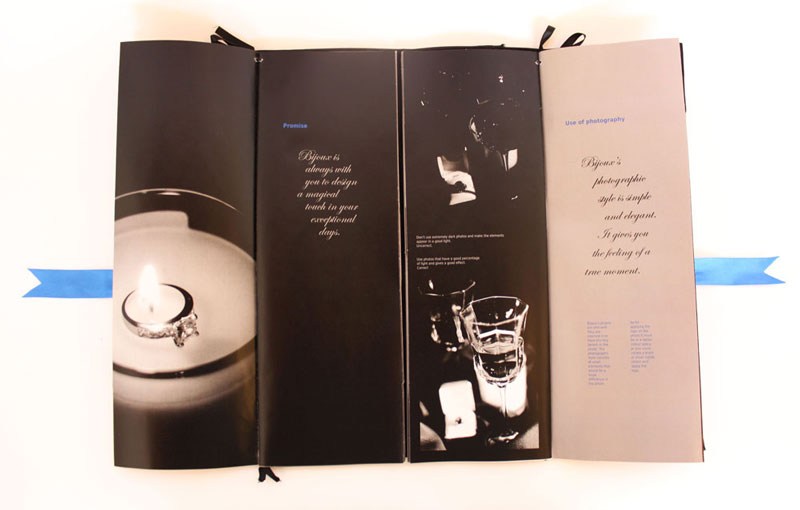 Promise
Bijoux is
always with
you to design
a magical
touch in your
exceptional
days.
Don't use extremely dark photos and make the elements
appear in a good light.
Uncorrect.
Use photos that have a good percentage
of light and gives a good effect.
Correct
Use of photography
Bijoux's
photographic
style is simple
and elegant.
It gives you
the feeling of a
true moment.